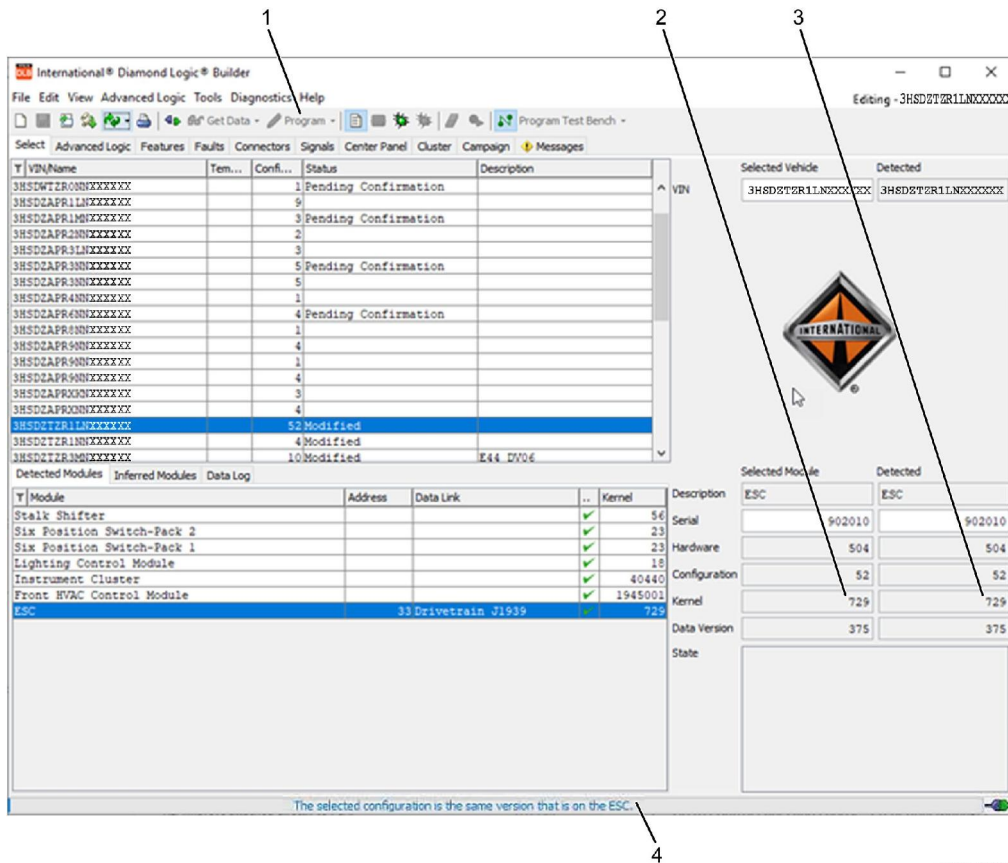 1 2 3
International® Diamond Logic® Builder
File Edit View Advanced Logic Tools Diagnostics Help Editing - 3HSDZTZR1LNXXXXXX
Get Data Program Program Test Bench
Select Advanced Logic Features Faults Connectors Signals Center Panel Cluster Campaign Messages
VIN/Name Tem... Confi... Status Description
3HSDWTZR0NNXXXXXX 1 Pending Confirmation
3HSDZAPR1LNXXXXXX 9
3HSDZAPR1MNXXXXXX 3 Pending Confirmation
3HSDZAPR2NNXXXXXX 2
3HSDZAPR3LNXXXXXX 3
3HSDZAPR3NNXXXXXX 5 Pending Confirmation
3HSDZAPR3NNXXXXXX 5
3HSDZAPR4NNXXXXXX 1
3HSDZAPR6NNXXXXXX 4 Pending Confirmation
3HSDZAPR8NNXXXXXX 1
3HSDZAPR9NNXXXXXX 4
3HSDZAPR9NNXXXXXX 1
3HSDZAPR9NNXXXXXX 4
3HSDZAPRXKNXXXXXX 3
3HSDZAPRXNNXXXXXX 4
3HSDZTZR1LNXXXXXX 52 Modified
3HSDZTZR1NNXXXXXX 4 Modified
3HSDZTZR3MNXXXXXX 10 Modified E44 DV06
Selected Vehicle Detected
VIN 3HSDZTZR1LNXXXXXX 3HSDZTZR1LNXXXXXX
INTERNATIONAL ®
Detected Modules Inferred Modules Data Log
Module Address Data Link .. Kernel
Stalk Shifter 56
Six Position Switch-Pack 2 23
Six Position Switch-Pack 1 23
Lighting Control Module 18
Instrument Cluster 40440
Front HVAC Control Module 1945001
ESC 33 Drivetrain J1939 729
Selected Module Detected
Description ESC ESC
Serial 902010 902010
Hardware 504 504
Configuration 52 52
Kernel 729 729
Data Version 375 375
State
The selected configuration is the same version that is on the ESC.
4